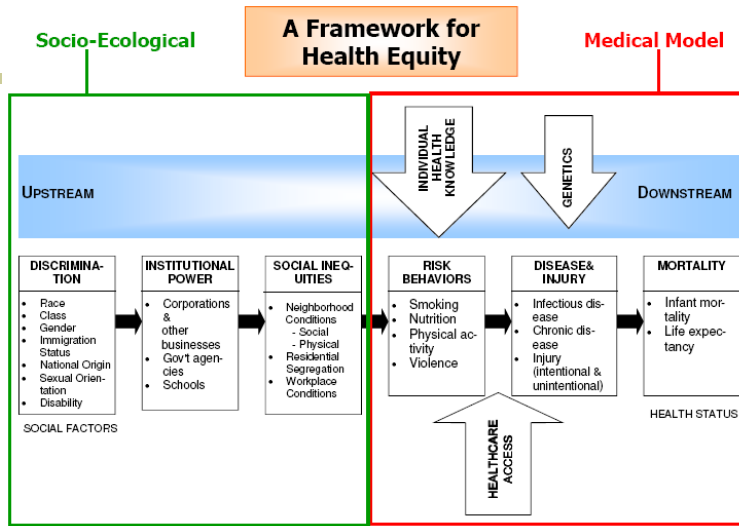 Socio-Ecological
A Framework for
Health Equity
Medical Model
INDIVIDUAL
HEALTH
KNOWLEDGE
GENETICS
UPSTREAM
DOWNSTREAM
DISCRIMINA-
TION
• Race
• Class
• Gender
• Immigration
Status
• National Origin
• Sexual Orien-
tation
• Disability
SOCIAL FACTORS
INSTITUTIONAL
POWER
• Corporations
&
other
businesses
• Gov't agen-
cies
• Schools
SOCIAL INEQ-
UITIES
• Neighborhood
Conditions
- Social
- Physical
• Residential
Segregation
• Workplace
Conditions
RISK
BEHAVIORS
• Smoking
• Nutrition
• Physical ac-
tivity
• Violence
DISEASE&
INJURY
• Infectious dis-
ease
• Chronic dis-
ease
• Injury
(intentional &
unintentional)
MORTALITY
• Infant mor-
tality
• Life expec-
tancy
HEALTH STATUS
HEALTHCARE
ACCESS